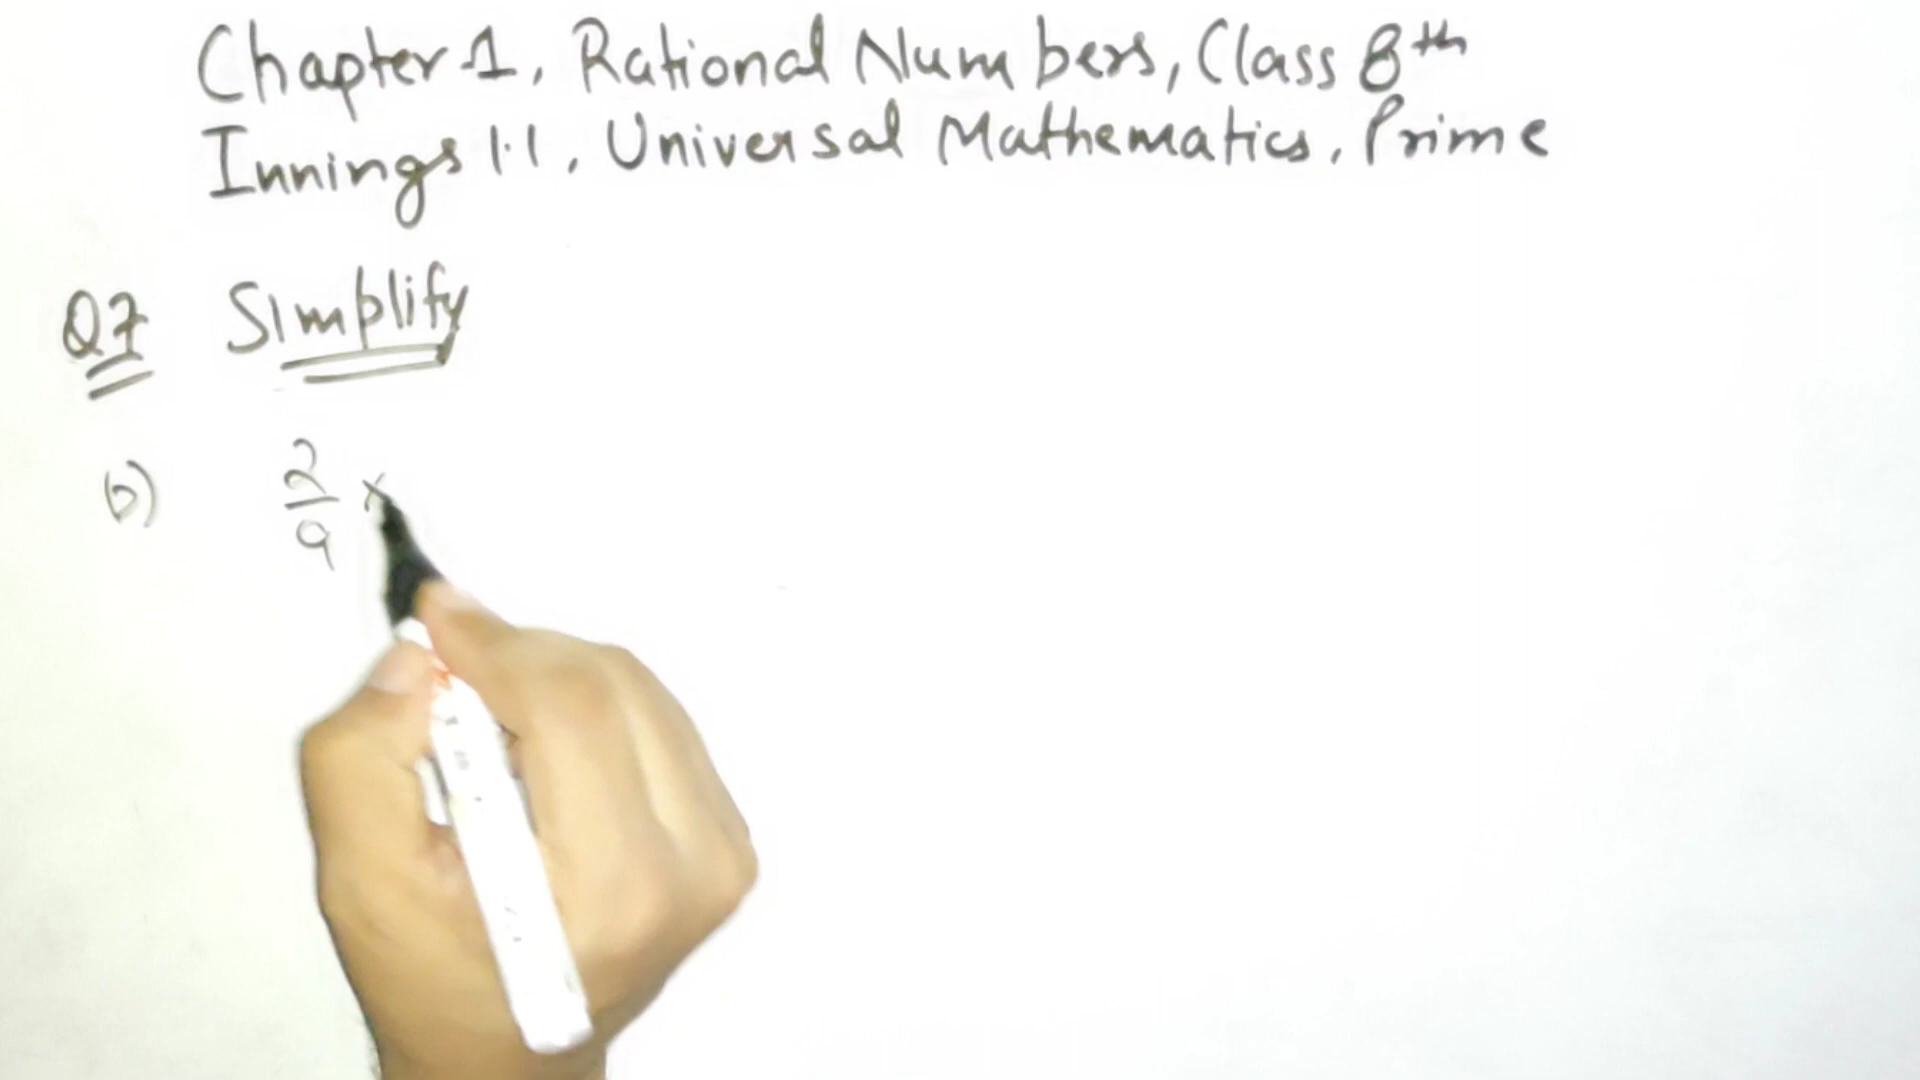 Chapter 1, Rational Numbers, Class 8th
Innings 1.1, Universal Mathematics, Prime
Q7 Simplify
(b) 2/9 ×